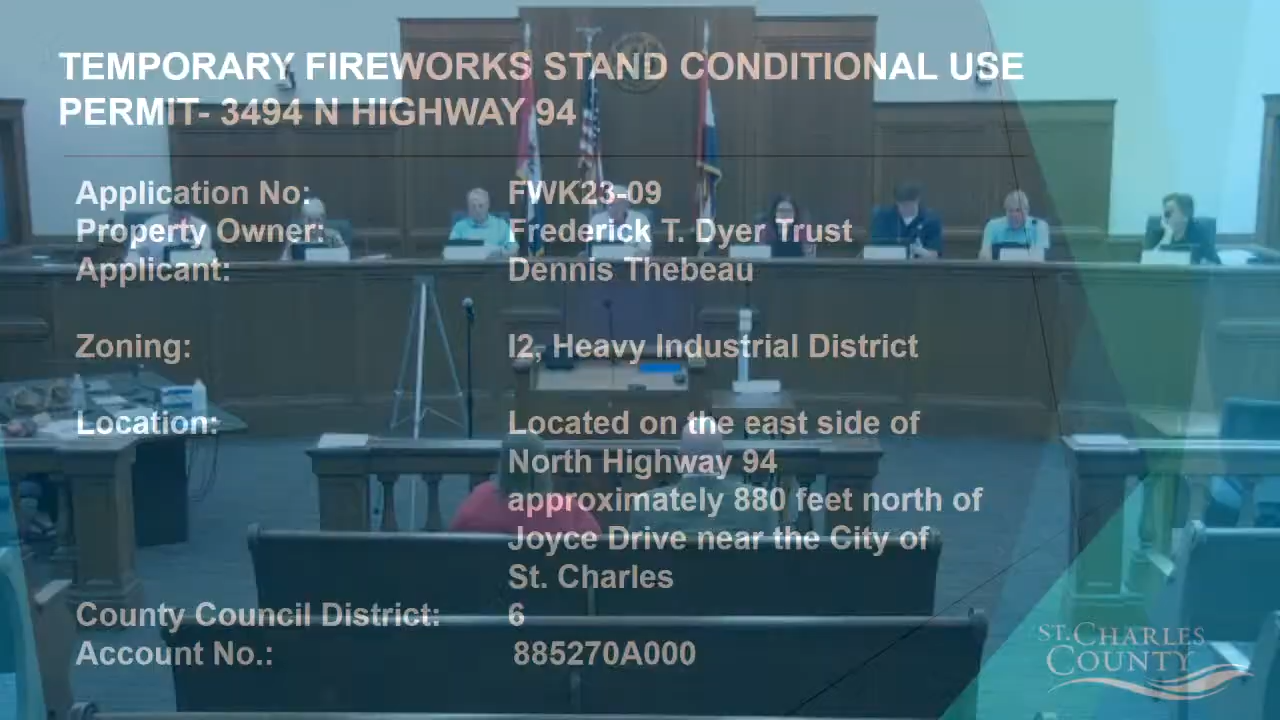 TEMPORARY FIREWORKS STAND CONDITIONAL USE
PERMIT- 3494 N HIGHWAY 94
Application No: FWK23-09
Property Owner: Frederick T. Dyer Trust
Applicant: Dennis Thebeau
Zoning: I2, Heavy Industrial District
Location: Located on the east side of
North Highway 94
approximately 880 feet north of
Joyce Drive near the City of
St. Charles
County Council District: 6
Account No.: 885270A000
ST. CHARLES
COUNTY